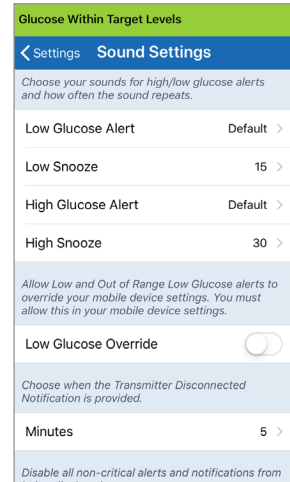 Glucose Within Target Levels
Settings Sound Settings
Choose your sounds for high/low glucose alerts
and how often the sound repeats.
Low Glucose Alert Default
Low Snooze 15
High Glucose Alert Default
High Snooze 30
Allow Low and Out of Range Low Glucose alerts to
override your mobile device settings. You must
allow this in your mobile device settings.
Low Glucose Override
Choose when the Transmitter Disconnected
Notification is provided.
Minutes 5
Disable all non-critical alerts and notifications from